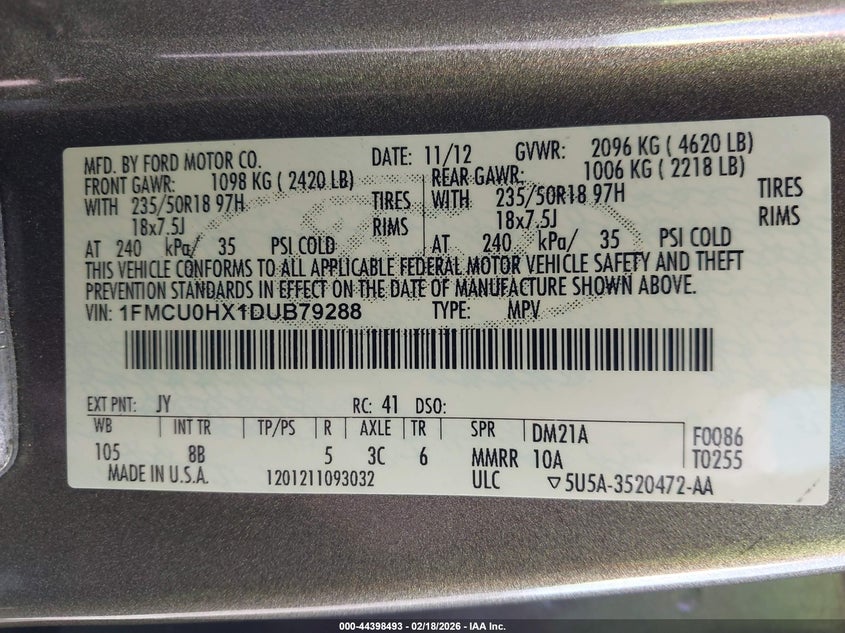 MFD. BY FORD MOTOR CO. DATE: 11/12 GVWR: 2096 KG ( 4620 LB)
FRONT GAWR: 1098 KG ( 2420 LB) REAR GAWR: 1006 KG ( 2218 LB)
WITH 235/50R18 97H TIRES WITH 235/50R18 97H TIRES
18x7.5J RIMS 18x7.5J RIMS
AT 240 kPa/ 35 PSI COLD AT 240 kPa/ 35 PSI COLD
THIS VEHICLE CONFORMS TO ALL APPLICABLE FEDERAL MOTOR VEHICLE SAFETY AND THEFT
PREVENTION STANDARDS IN EFFECT ON THE DATE OF MANUFACTURE SHOWN ABOVE.
VIN: 1FMCU0HX1DUB79288 TYPE: MPV
EXT PNT: JY RC: 41 DSO:
WB INT TR TP/PS R AXLE TR SPR DM21A F0086
105 8B 5 3C 6 MMRR 10A T0255
MADE IN U.S.A. 1201211093032 ULC ▽5U5A-3520472-AA
000-44398493 - 02/18/2026 - IAA Inc.